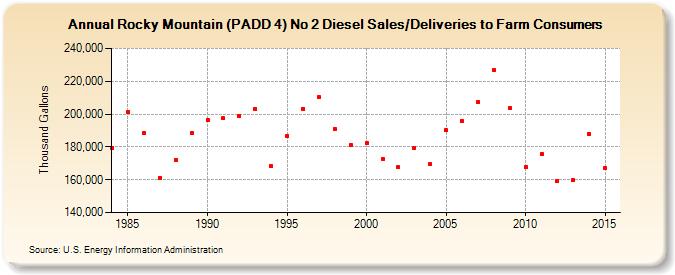 Annual Rocky Mountain (PADD 4) No 2 Diesel Sales/Deliveries to Farm Consumers
Thousand Gallons
240,000
220,000
200,000
180,000
160,000
140,000
1985 1990 1995 2000 2005 2010 2015
Source: U.S. Energy Information Administration